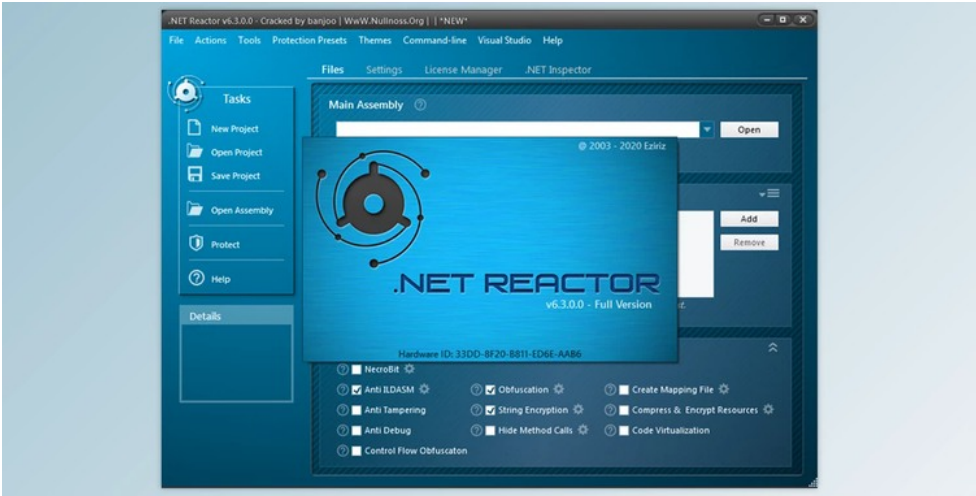 .NET Reactor v6.3.0.0 - Cracked by banjoo | WwW.Nullnoss.Org | | *NEW*
File Actions Tools Protection Presets Themes Command-line Visual Studio Help
Files Settings License Manager .NET Inspector
Tasks
New Project
Open Project
Save Project
Open Assembly
Protect
Help
Details
Main Assembly
Open
@ 2003 - 2020 Eziriz
.NET REACTOR
v6.3.0.0 - Full Version
Hardware ID: 33DD-8F20-8811-ED6E-AAB6
Add
Remove
NecroBit
Anti ILDASM Obfuscation Create Mapping File
Anti Tampering String Encryption Compress & Encrypt Resources
Anti Debug Hide Method Calls Code Virtualization
Control Flow Obfuscaton